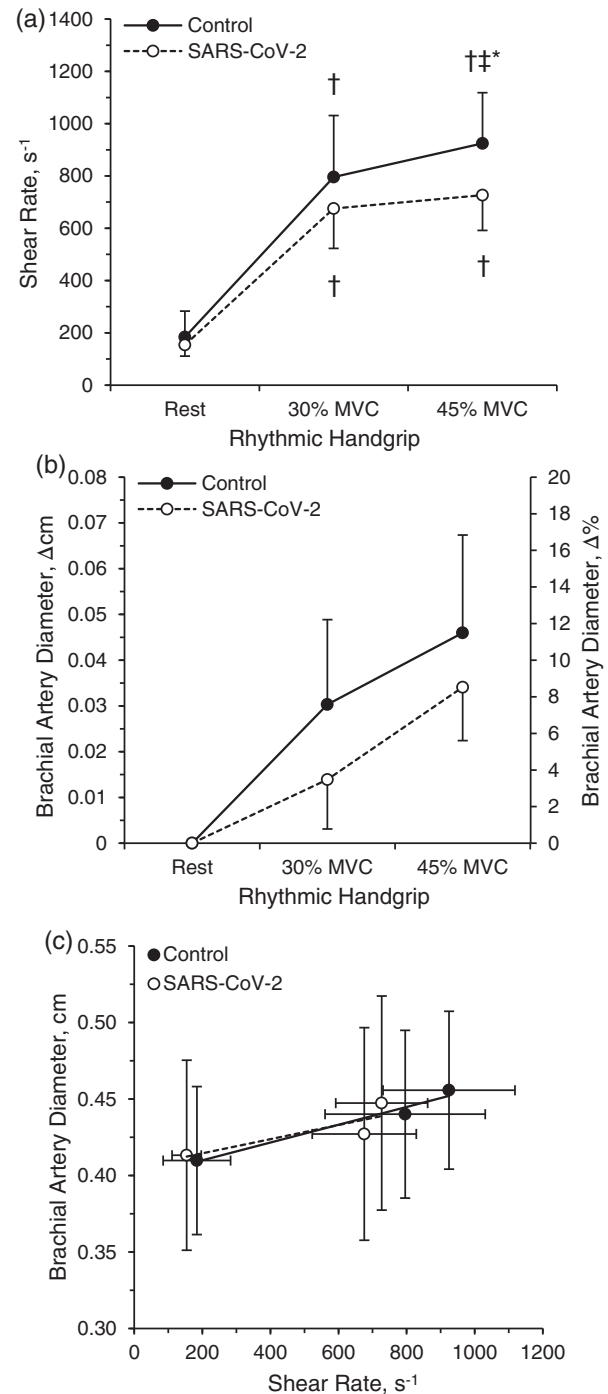 (a)
Control
SARS-CoV-2
1400
1200
1000
800
600
400
200
0
Shear Rate, s⁻¹
†
†‡*
†
†
Rest 30% MVC 45% MVC
Rhythmic Handgrip
(b)
Control
SARS-CoV-2
0.08
0.07
0.06
0.05
0.04
0.03
0.02
0.01
0
Brachial Artery Diameter, Δcm
20
18
16
14
12
10
8
6
4
2
0
Brachial Artery Diameter, Δ%
Rest 30% MVC 45% MVC
Rhythmic Handgrip
(c)
Control
SARS-CoV-2
0.55
0.50
0.45
0.40
0.35
0.30
Brachial Artery Diameter, cm
0 200 400 600 800 1000 1200
Shear Rate, s⁻¹